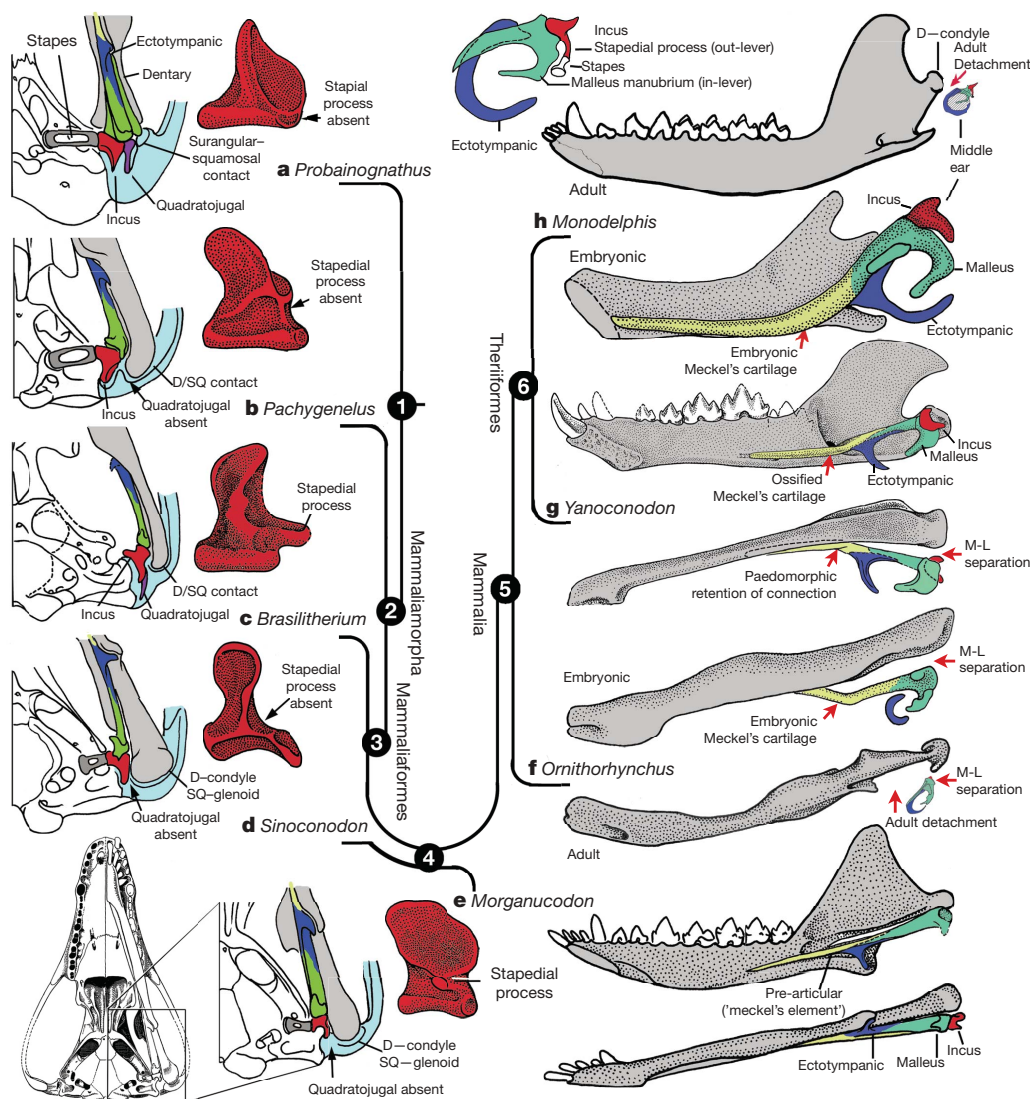 Stapes
Ectotympanic
Dentary
Stapial
process
absent
Surangular–
squamosal
contact
a Probainognathus
Quadratojugal
Incus
Stapedial
process
absent
D/SQ contact
Quadratojugal
absent
Incus
b Pachygenelus
Stapedial
process
D/SQ contact
Incus
Quadratojugal
c Brasilitherium
Stapedial
process
absent
D–condyle
SQ–glenoid
Quadratojugal
absent
d Sinoconodon
e Morganucodon
Stapedial
process
D—condyle
SQ—glenoid
Quadratojugal absent
1
2
3
4
5
6
Mammaliamorpha
Mammaliaformes
Mammalia
Theriiformes
Incus
Stapedial process (out-lever)
Stapes
Malleus manubrium (in-lever)
Ectotympanic
D—condyle
Adult
Detachment
Middle
ear
Adult
h Monodelphis
Incus
Embryonic
Malleus
Ectotympanic
Embryonic
Meckel's cartilage
Incus
Malleus
Ossified
Meckel's cartilage
Ectotympanic
g Yanoconodon
M-L
separation
Paedomorphic
retention of connection
Embryonic
M-L
separation
Embryonic
Meckel's cartilage
f Ornithorhynchus
M-L
separation
Adult detachment
Adult
Pre-articular
('meckel's element')
Ectotympanic
Malleus
Incus